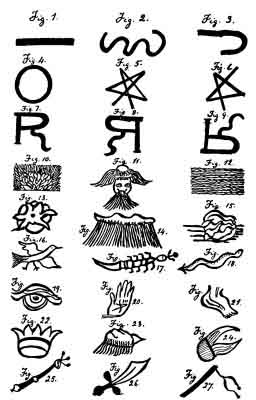 Fig. 1. Fig. 2. Fig. 3.
Fig. 4. Fig. 5. Fig. 6.
Fig. 7. Fig. 8. Fig. 9.
Fig. 10. Fig. 11. Fig. 12.
Fig. 13. Fig. 14. Fig. 15.
Fig. 16. Fig. 17. Fig. 18.
Fig. 19. Fig. 20. Fig. 21.
Fig. 22. Fig. 23. Fig. 24.
Fig. 25. Fig. 26. Fig. 27.